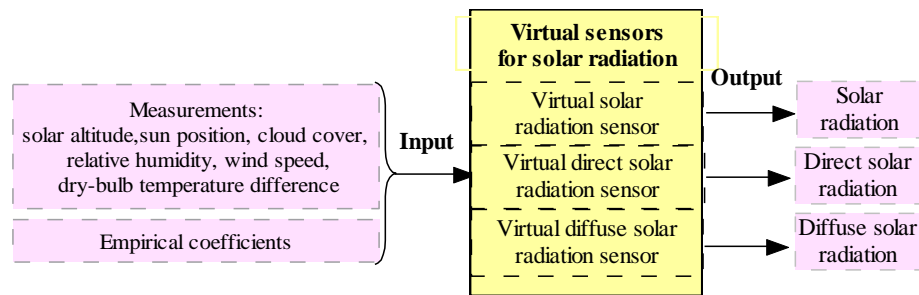 Measurements:
solar altitude,sun position, cloud cover,
relative humidity, wind speed,
dry-bulb temperature difference
Empirical coefficients
Input
Virtual sensors
for solar radiation
Virtual solar
radiation sensor
Virtual direct solar
radiation sensor
Virtual diffuse solar
radiation sensor
Output
Solar
radiation
Direct solar
radiation
Diffuse solar
radiation